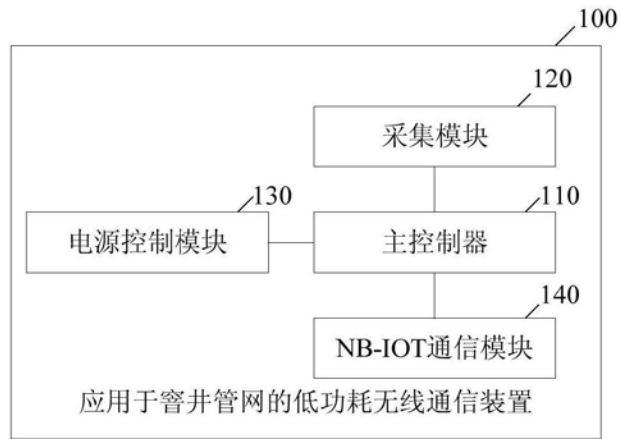 100
120
采集模块
130
110
电源控制模块
主控制器
140
NB-IOT通信模块
应用于窨井管网的低功耗无线通信装置